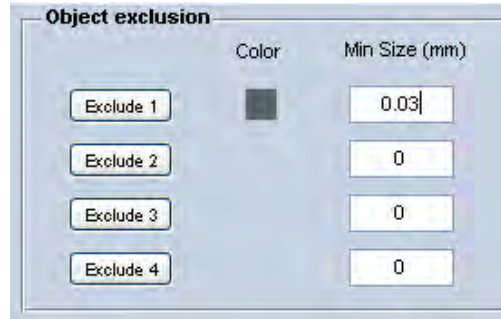 Object exclusion
Color Min Size (mm)
Exclude 1 0.03
Exclude 2 0
Exclude 3 0
Exclude 4 0